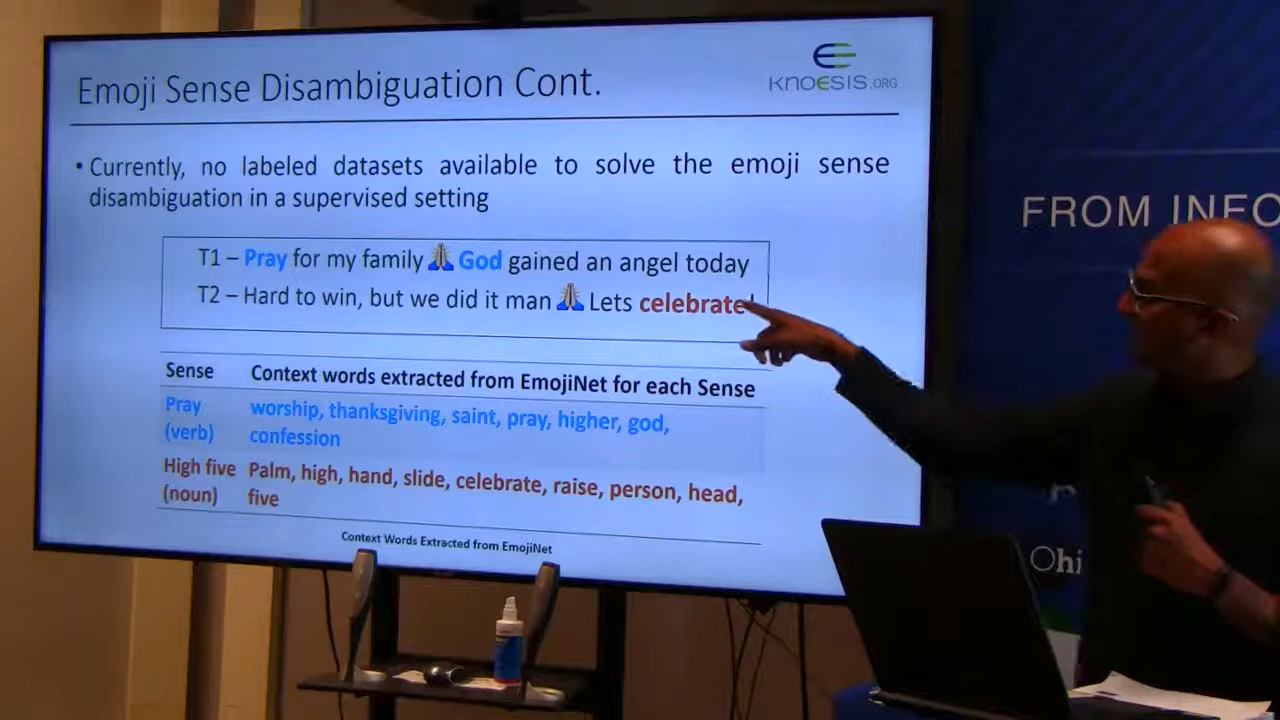 Emoji Sense Disambiguation Cont.
KNOESIS.ORG
• Currently, no labeled datasets available to solve the emoji sense
disambiguation in a supervised setting
T1 – Pray for my family 🙏 God gained an angel today
T2 – Hard to win, but we did it man 🙏 Lets celebrate!
Sense Context words extracted from EmojiNet for each Sense
Pray worship, thanksgiving, saint, pray, higher, god,
(verb) confession
High five Palm, high, hand, slide, celebrate, raise, person, head,
(noun) five
Context Words Extracted from EmojiNet
FROM INFO
Ohi